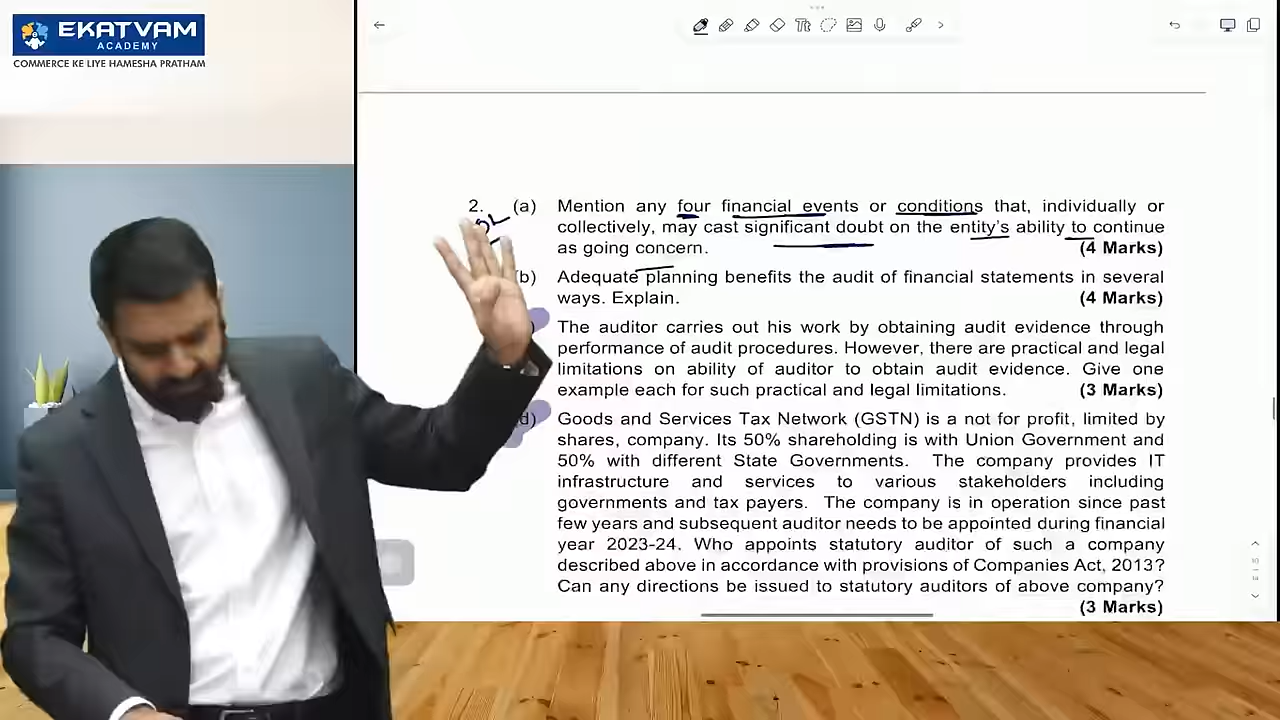 EKATVAM
ACADEMY
COMMERCE KE LIYE HAMESHA PRATHAM
2. (a) Mention any four financial events or conditions that, individually or
collectively, may cast significant doubt on the entity's ability to continue
as going concern. (4 Marks)
(b) Adequate planning benefits the audit of financial statements in several
ways. Explain. (4 Marks)
The auditor carries out his work by obtaining audit evidence through
performance of audit procedures. However, there are practical and legal
limitations on ability of auditor to obtain audit evidence. Give one
example each for such practical and legal limitations. (3 Marks)
(d) Goods and Services Tax Network (GSTN) is a not for profit, limited by
shares, company. Its 50% shareholding is with Union Government and
50% with different State Governments. The company provides IT
infrastructure and services to various stakeholders including
governments and tax payers. The company is in operation since past
few years and subsequent auditor needs to be appointed during financial
year 2023-24. Who appoints statutory auditor of such a company
described above in accordance with provisions of Companies Act, 2013?
Can any directions be issued to statutory auditors of above company?
(3 Marks)